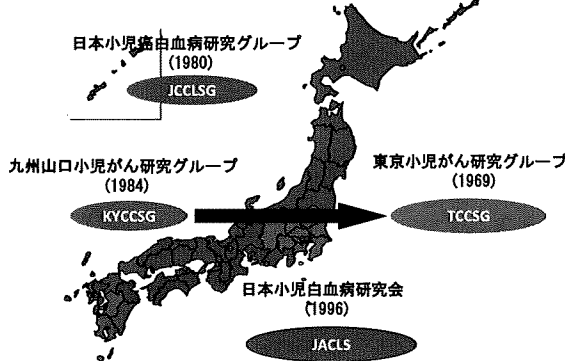 日本小児癌白血病研究グループ
(1980)
JCCLSG
九州山口小児がん研究グループ
(1984)
KYCCSG
東京小児がん研究グループ
(1969)
TCCSG
日本小児白血病研究会
(1996)
JACLS